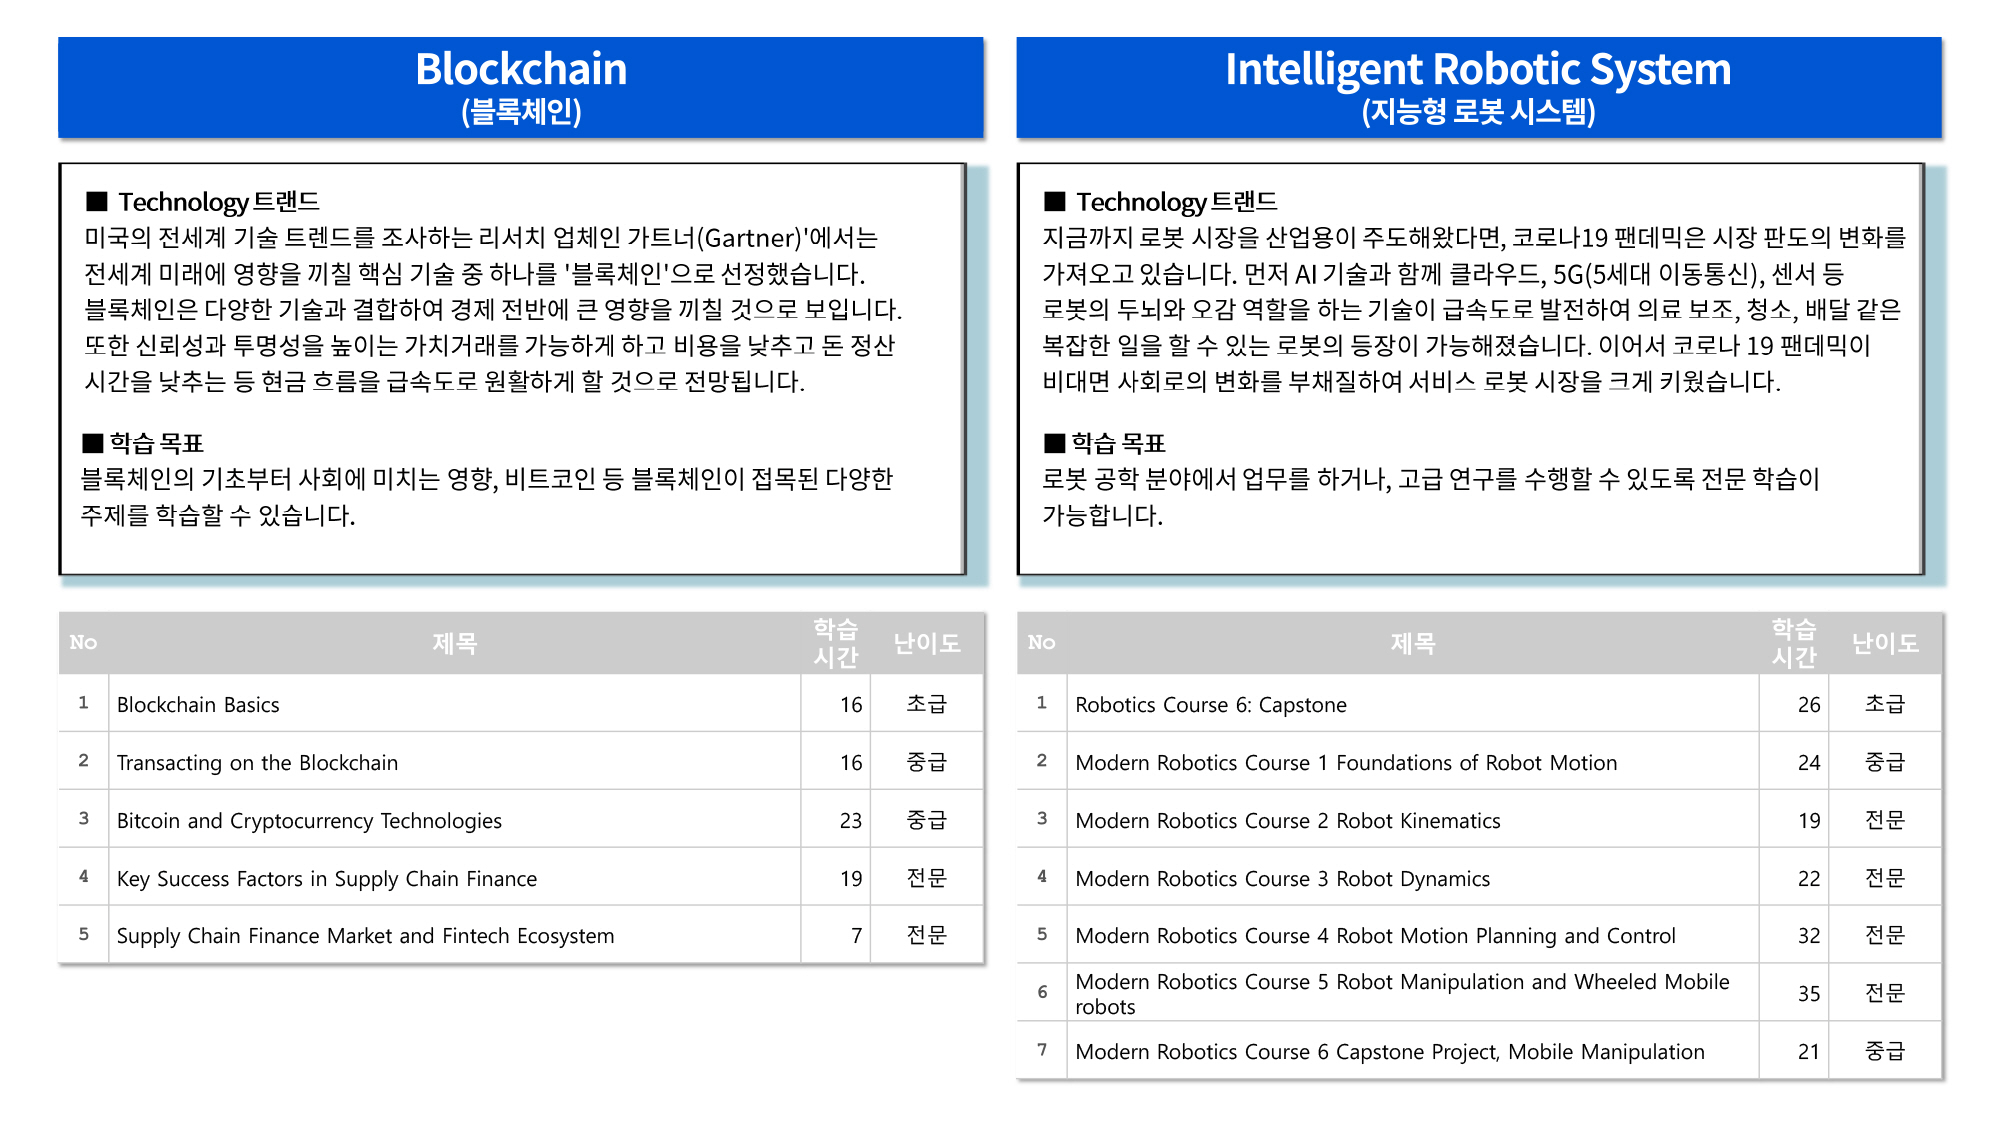 Blockchain
(블록체인)
■ Technology 트랜드
미국의 전세계 기술 트렌드를 조사하는 리서치 업체인 가트너(Gartner)'에서는
전세계 미래에 영향을 끼칠 핵심 기술 중 하나를 '블록체인'으로 선정했습니다.
블록체인은 다양한 기술과 결합하여 경제 전반에 큰 영향을 끼칠 것으로 보입니다.
또한 신뢰성과 투명성을 높이는 가치거래를 가능하게 하고 비용을 낮추고 돈 정산
시간을 낮추는 등 현금 흐름을 급속도로 원활하게 할 것으로 전망됩니다.
■ 학습 목표
블록체인의 기초부터 사회에 미치는 영향, 비트코인 등 블록체인이 접목된 다양한
주제를 학습할 수 있습니다.
No 제목 학습 시간 난이도
1 Blockchain Basics 16 초급
2 Transacting on the Blockchain 16 중급
3 Bitcoin and Cryptocurrency Technologies 23 중급
4 Key Success Factors in Supply Chain Finance 19 전문
5 Supply Chain Finance Market and Fintech Ecosystem 7 전문
Intelligent Robotic System
(지능형 로봇 시스템)
■ Technology 트랜드
지금까지 로봇 시장을 산업용이 주도해왔다면, 코로나19 팬데믹은 시장 판도의 변화를
가져오고 있습니다. 먼저 AI 기술과 함께 클라우드, 5G(5세대 이동통신), 센서 등
로봇의 두뇌와 오감 역할을 하는 기술이 급속도로 발전하여 의료 보조, 청소, 배달 같은
복잡한 일을 할 수 있는 로봇의 등장이 가능해졌습니다. 이어서 코로나 19 팬데믹이
비대면 사회로의 변화를 부채질하여 서비스 로봇 시장을 크게 키웠습니다.
■ 학습 목표
로봇 공학 분야에서 업무를 하거나, 고급 연구를 수행할 수 있도록 전문 학습이
가능합니다.
No 제목 학습 시간 난이도
1 Robotics Course 6: Capstone 26 초급
2 Modern Robotics Course 1 Foundations of Robot Motion 24 중급
3 Modern Robotics Course 2 Robot Kinematics 19 전문
4 Modern Robotics Course 3 Robot Dynamics 22 전문
5 Modern Robotics Course 4 Robot Motion Planning and Control 32 전문
6 Modern Robotics Course 5 Robot Manipulation and Wheeled Mobile
robots 35 전문
7 Modern Robotics Course 6 Capstone Project, Mobile Manipulation 21 중급